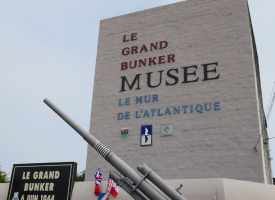 LE
GRAND
BUNKER
MUSEE
LE MUR
DE L'ATLANTIQUE
LE GRAND
BUNKER
6 JUIN 1944